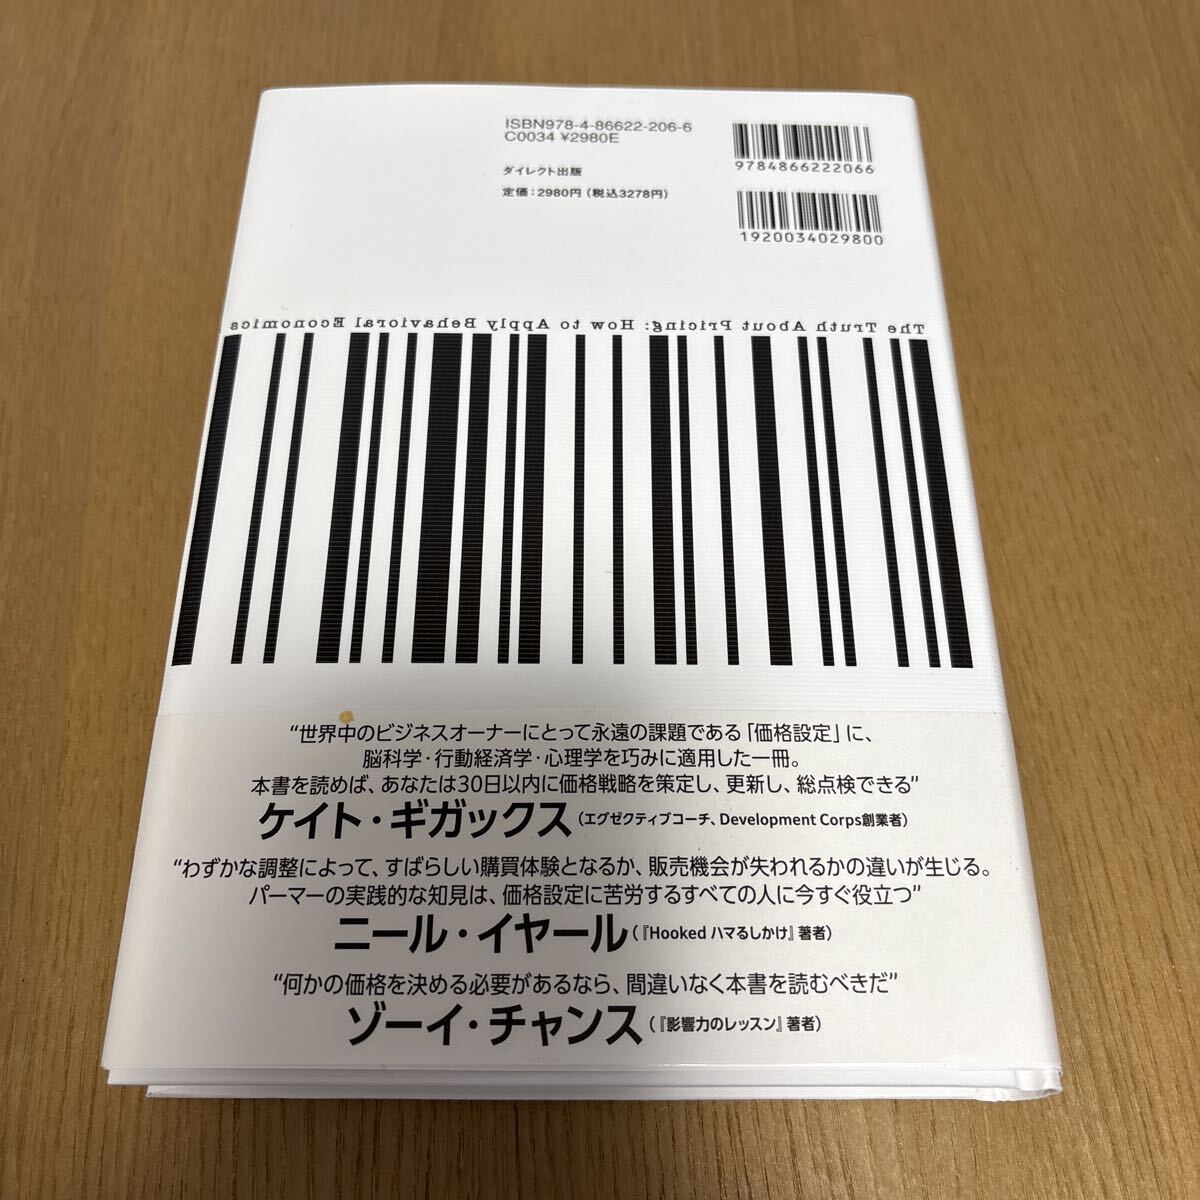 ISBN978-4-86622-206-6
C0034 ¥2980E
ダイレクト出版
定価：2980円（税込3278円）
9784866222066
1920034029800
The Truth About Pricing: How to Apply Behavioral Economics
“世界中のビジネスオーナーにとって永遠の課題である「価格設定」に、
脳科学・行動経済学・心理学を巧みに適用した一冊。
本書を読めば、あなたは30日以内に価格戦略を策定し、更新し、総点検できる”
ケイト・ギガックス（エグゼクティブコーチ、Development Corps創業者）
“わずかな調整によって、すばらしい購買体験となるか、販売機会が失われるかの違いが生じる。
パーマーの実践的な知見は、価格設定に苦労するすべての人に今すぐ役立つ”
ニール・イヤール（『Hooked ハマるしかけ』著者）
“何かの価格を決める必要があるなら、間違いなく本書を読むべきだ”
ゾーイ・チャンス（『影響力のレッスン』著者）